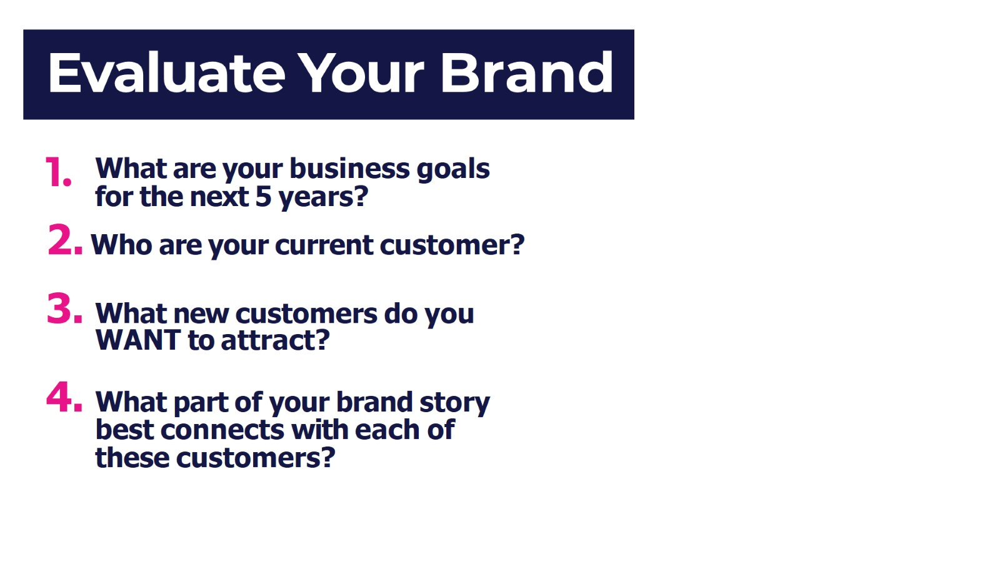 Evaluate Your Brand
1. What are your business goals
for the next 5 years?
2. Who are your current customer?
3. What new customers do you
WANT to attract?
4. What part of your brand story
best connects with each of
these customers?